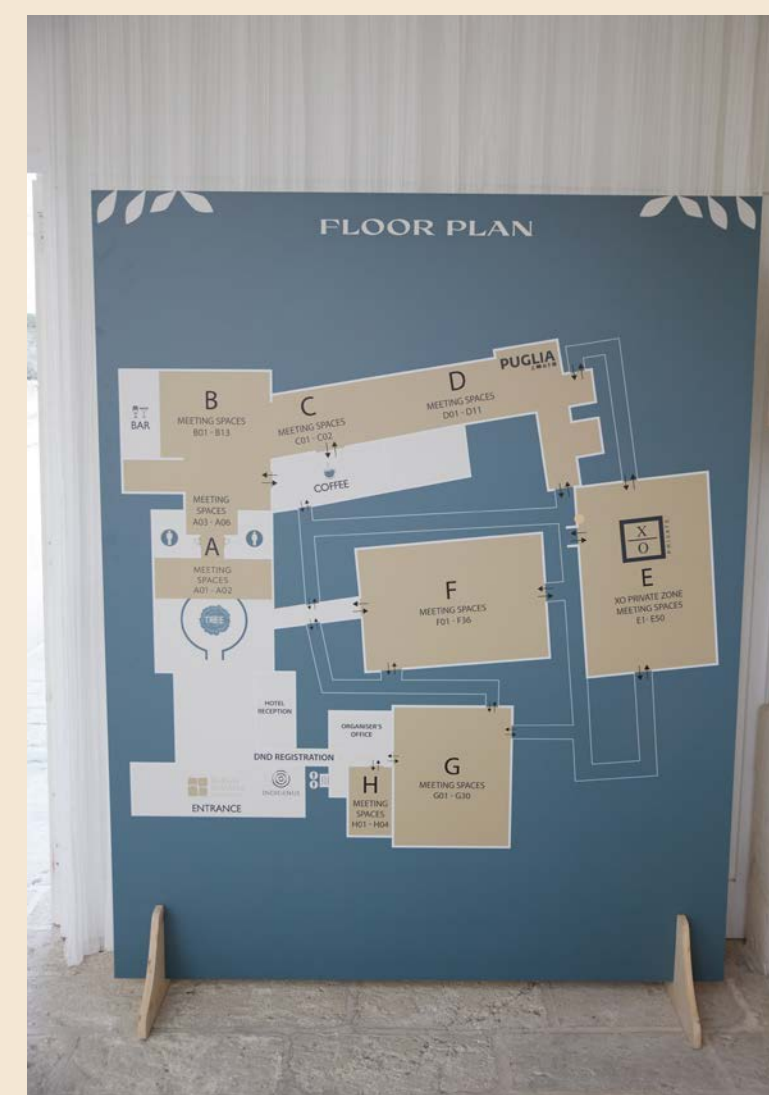 FLOOR PLAN
PUGLIA
B
MEETING SPACES
B01 - B13
BAR
C
MEETING SPACES
C01 - C02
D
MEETING SPACES
D01 - D11
COFFEE
MEETING
SPACES
A03 - A06
A
MEETING
SPACES
A01 - A02
TREE
X
O
PRIVATE
E
XO PRIVATE ZONE
MEETING SPACES
E1- E50
F
MEETING SPACES
F01 - F36
HOTEL
RECEPTION
ORGANISER'S
OFFICE
DND REGISTRATION
ENTRANCE
G
MEETING SPACES
G01 - G30
H
MEETING
SPACES
H01 - H04